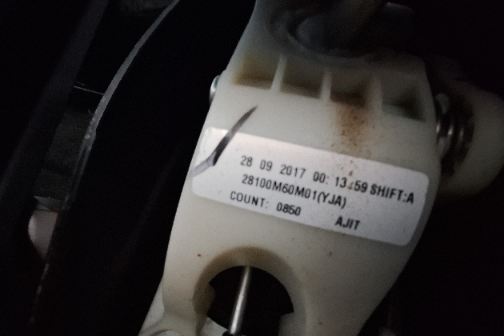 28 09 2017 00: 13:59 SHIFT:A
28100M60M01(YJA)
COUNT: 0850 AJIT